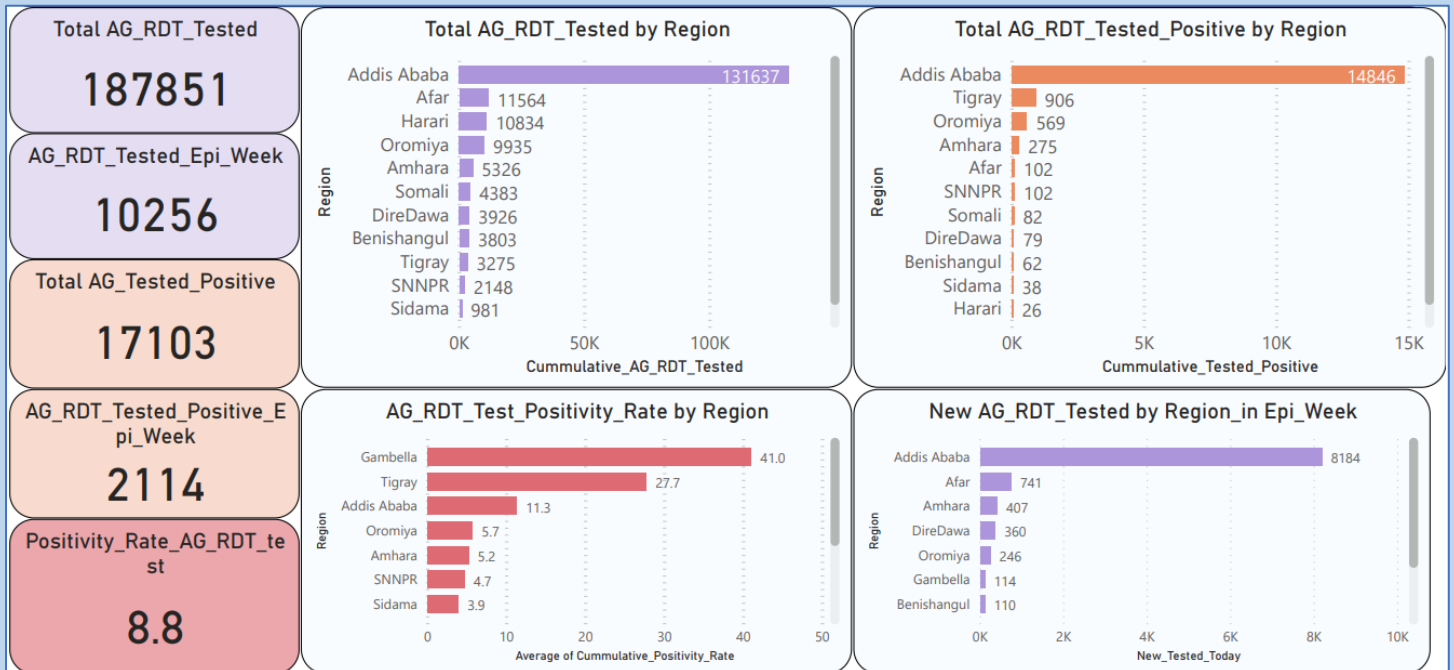 Total AG_RDT_Tested
187851
AG_RDT_Tested_Epi_Week
10256
Total AG_Tested_Positive
17103
AG_RDT_Tested_Positive_E
pi_Week
2114
Positivity_Rate_AG_RDT_te
st
8.8
Total AG_RDT_Tested by Region
Region
Addis Ababa 131637
Afar 11564
Harari 10834
Oromiya 9935
Amhara 5326
Somali 4383
DireDawa 3926
Benishangul 3803
Tigray 3275
SNNPR 2148
Sidama 981
0K 50K 100K
Cummulative_AG_RDT_Tested
Total AG_RDT_Tested_Positive by Region
Region
Addis Ababa 14846
Tigray 906
Oromiya 569
Amhara 275
Afar 102
SNNPR 102
Somali 82
DireDawa 79
Benishangul 62
Sidama 38
Harari 26
0K 5K 10K 15K
Cummulative_Tested_Positive
AG_RDT_Test_Positivity_Rate by Region
Region
Gambella 41.0
Tigray 27.7
Addis Ababa 11.3
Oromiya 5.7
Amhara 5.2
SNNPR 4.7
Sidama 3.9
0 10 20 30 40 50
Average of Cummulative_Positivity_Rate
New AG_RDT_Tested by Region_in Epi_Week
Region
Addis Ababa 8184
Afar 741
Amhara 407
DireDawa 360
Oromiya 246
Gambella 114
Benishangul 110
0K 2K 4K 6K 8K 10K
New_Tested_Today